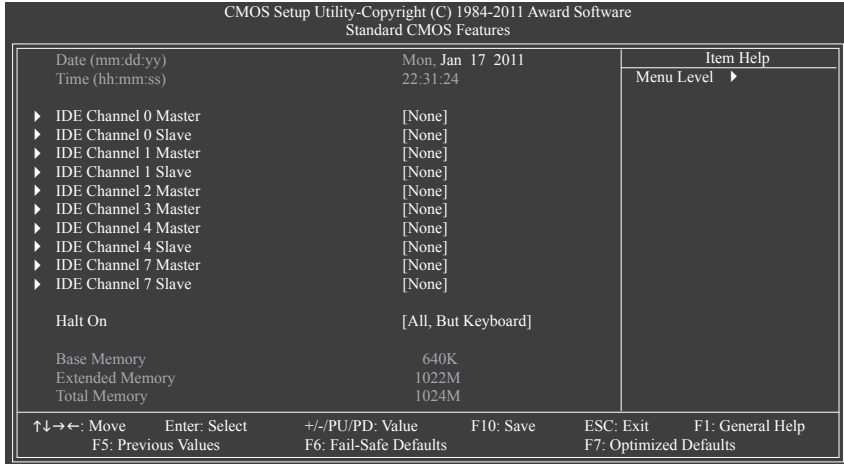 CMOS Setup Utility-Copyright (C) 1984-2011 Award Software
Standard CMOS Features
Date (mm:dd:yy) Mon, Jan 17 2011
Time (hh:mm:ss) 22:31:24
IDE Channel 0 Master [None]
IDE Channel 0 Slave [None]
IDE Channel 1 Master [None]
IDE Channel 1 Slave [None]
IDE Channel 2 Master [None]
IDE Channel 3 Master [None]
IDE Channel 4 Master [None]
IDE Channel 4 Slave [None]
IDE Channel 7 Master [None]
IDE Channel 7 Slave [None]
Halt On [All, But Keyboard]
Base Memory 640K
Extended Memory 1022M
Total Memory 1024M
Item Help
Menu Level ▶
↑↓→←: Move Enter: Select +/-/PU/PD: Value F10: Save ESC: Exit F1: General Help
F5: Previous Values F6: Fail-Safe Defaults F7: Optimized Defaults